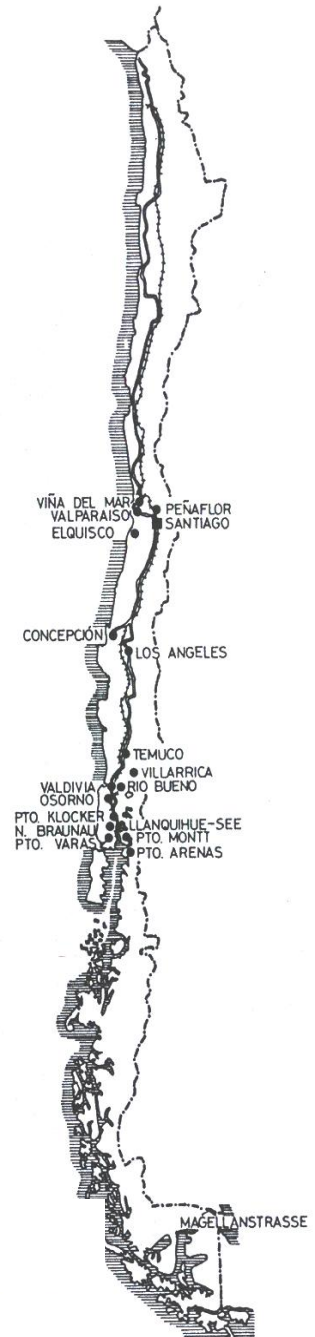 VIÑA DEL MAR
VALPARAISO
ELQUISCO
PEÑAFLOR
SANTIAGO
CONCEPCIÓN
LOS ANGELES
TEMUCO
VILLARRICA
VALDIVIA
RIO BUENO
OSORNO
PTO. KLOCKER
N. BRAUNAU
LLANQUIHUE-SEE
PTO. VARAS
PTO. MONTT
PTO. ARENAS
MAGELLANSTRASSE